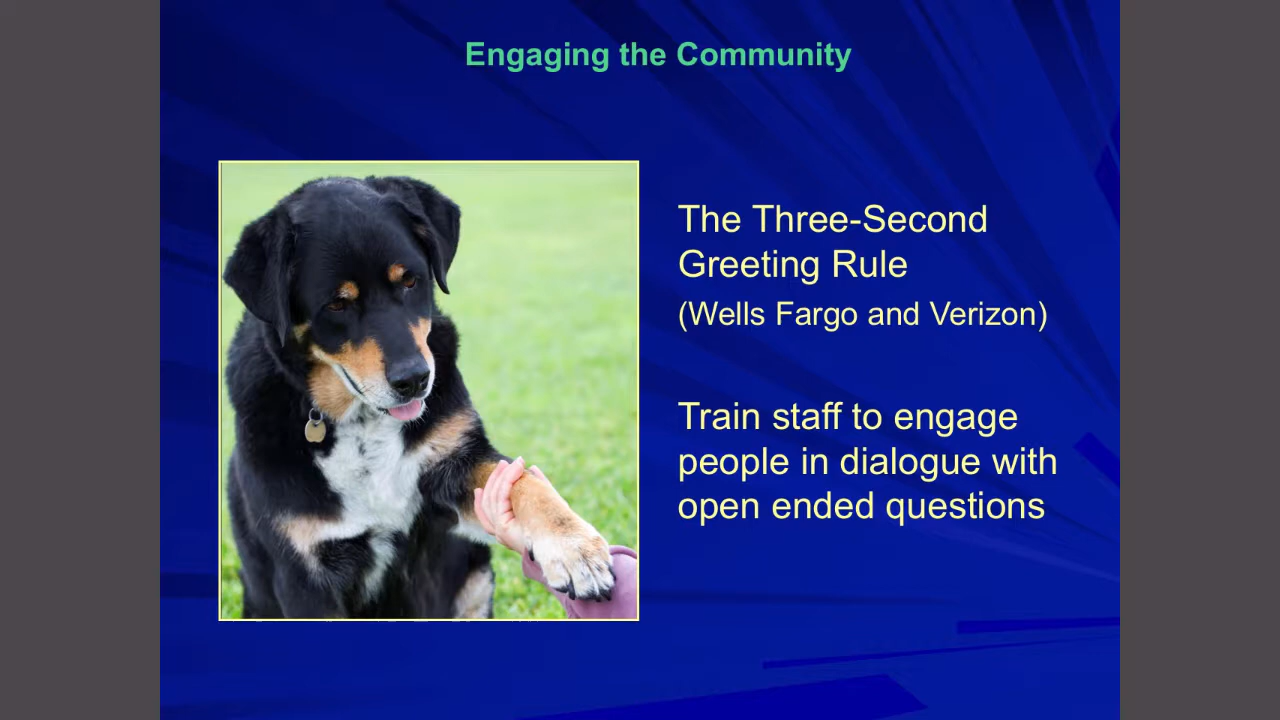 Engaging the Community
The Three-Second
Greeting Rule
(Wells Fargo and Verizon)
Train staff to engage
people in dialogue with
open ended questions